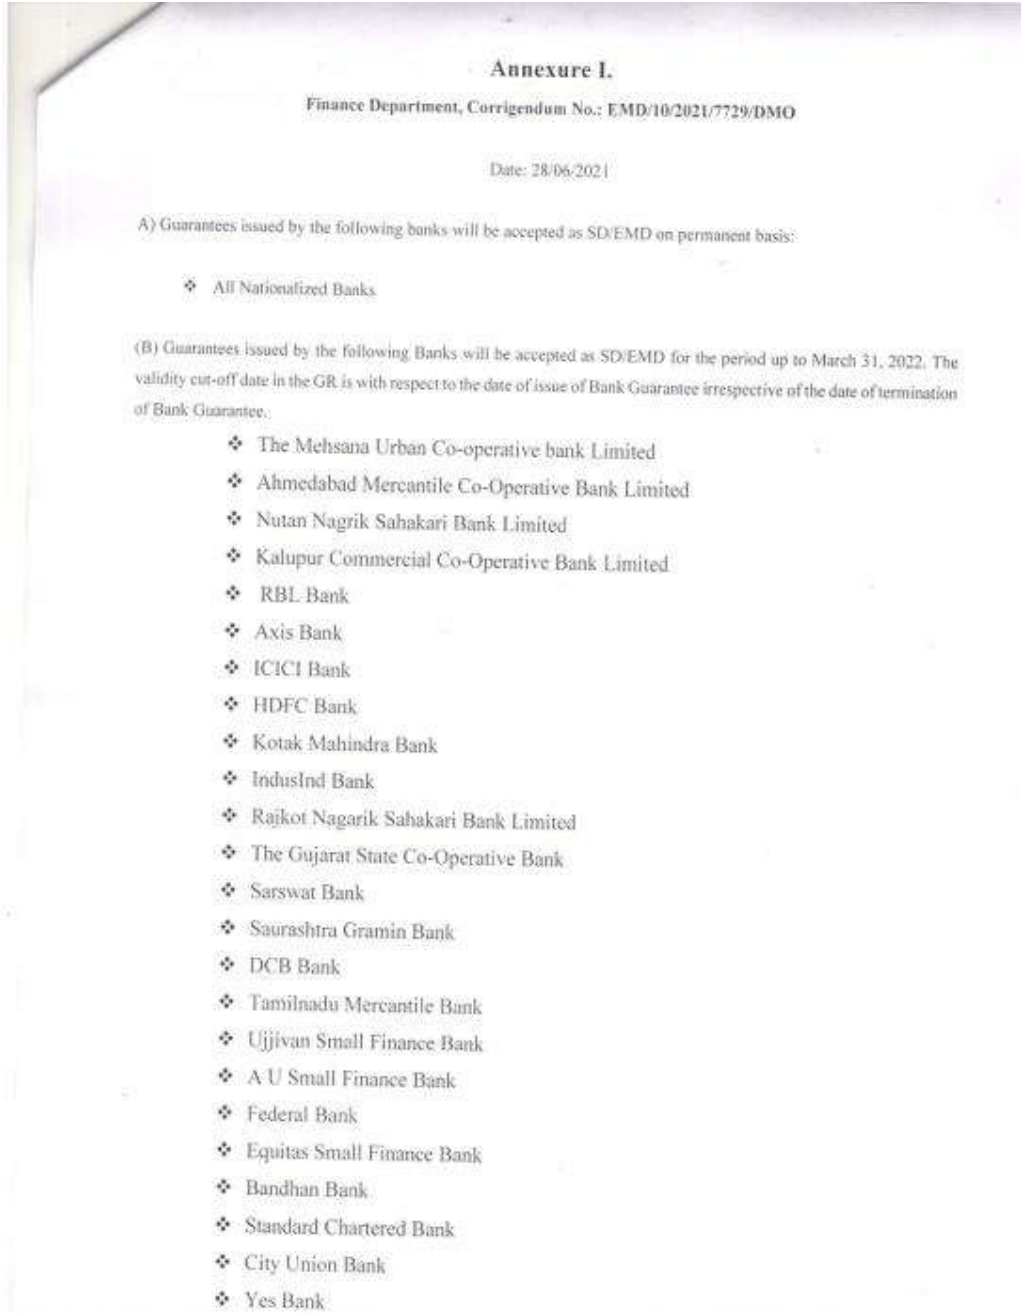 Annexure I.
Finance Department, Corrigendum No.: EMD/10/2021/7729/DMO
Date: 28/06/2021
A) Guarantees issued by the following banks will be accepted as SD/EMD on permanent basis:
❖ All Nationalized Banks
(B) Guarantees issued by the following Banks will be accepted as SD/EMD for the period up to March 31, 2022. The
validity cut-off date in the GR is with respect to the date of issue of Bank Guarantee irrespective of the date of termination
of Bank Guarantee.
❖ The Mehsana Urban Co-operative bank Limited
❖ Ahmedabad Mercantile Co-Operative Bank Limited
❖ Nutan Nagrik Sahakari Bank Limited
❖ Kalupur Commercial Co-Operative Bank Limited
❖ RBL Bank
❖ Axis Bank
❖ ICICI Bank
❖ HDFC Bank
❖ Kotak Mahindra Bank
❖ IndusInd Bank
❖ Rajkot Nagarik Sahakari Bank Limited
❖ The Gujarat State Co-Operative Bank
❖ Sarswat Bank
❖ Saurashtra Gramin Bank
❖ DCB Bank
❖ Tamilnadu Mercantile Bank
❖ Ujjivan Small Finance Bank
❖ A U Small Finance Bank
❖ Federal Bank
❖ Equitas Small Finance Bank
❖ Bandhan Bank
❖ Standard Chartered Bank
❖ City Union Bank
❖ Yes Bank